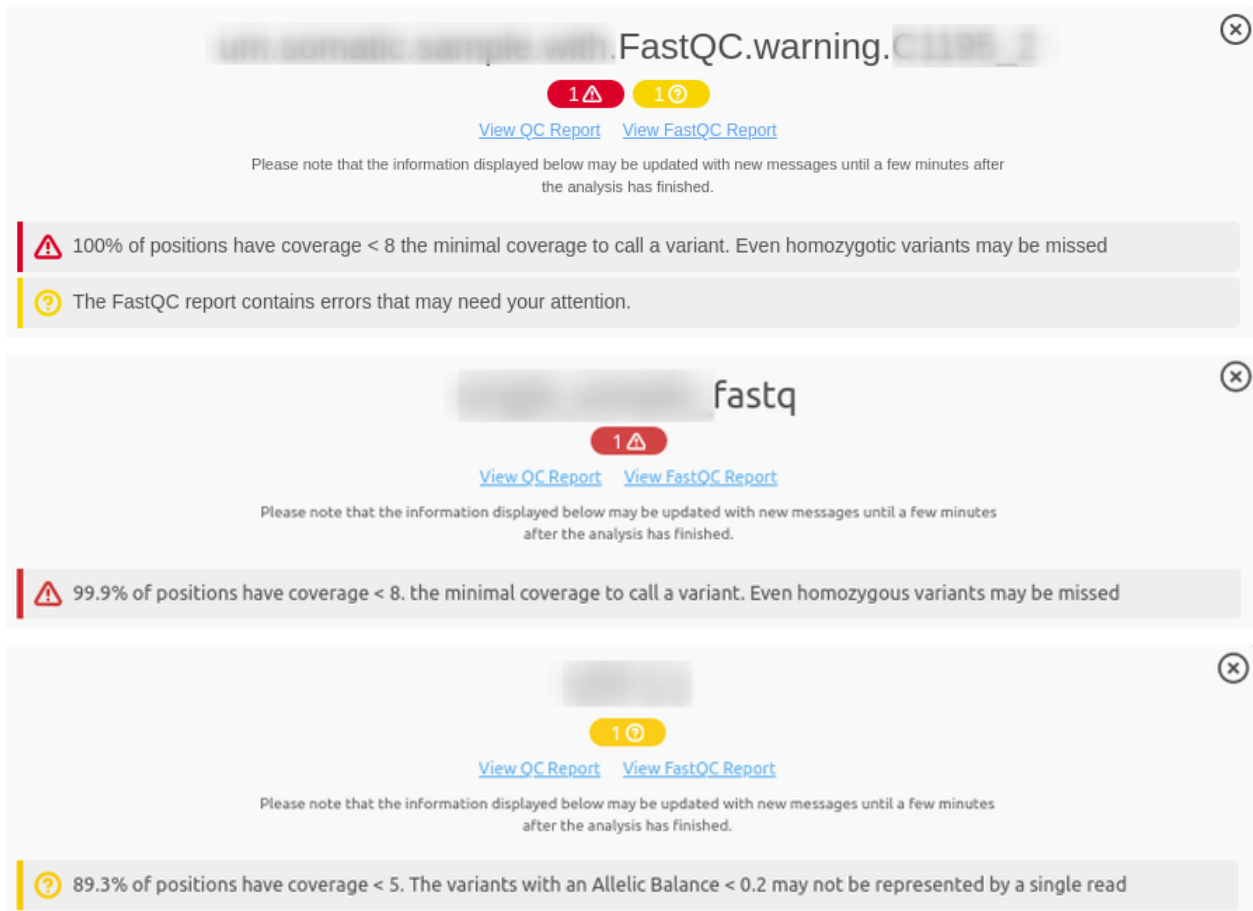 .FastQC.warning.
1 1
View QC Report View FastQC Report
Please note that the information displayed below may be updated with new messages until a few minutes after
the analysis has finished.
100% of positions have coverage < 8 the minimal coverage to call a variant. Even homozygotic variants may be missed
The FastQC report contains errors that may need your attention.
fastq
1
View QC Report View FastQC Report
Please note that the information displayed below may be updated with new messages until a few minutes
after the analysis has finished.
99.9% of positions have coverage < 8. the minimal coverage to call a variant. Even homozygous variants may be missed
1
View QC Report View FastQC Report
Please note that the information displayed below may be updated with new messages until a few minutes
after the analysis has finished.
89.3% of positions have coverage < 5. The variants with an Allelic Balance < 0.2 may not be represented by a single read